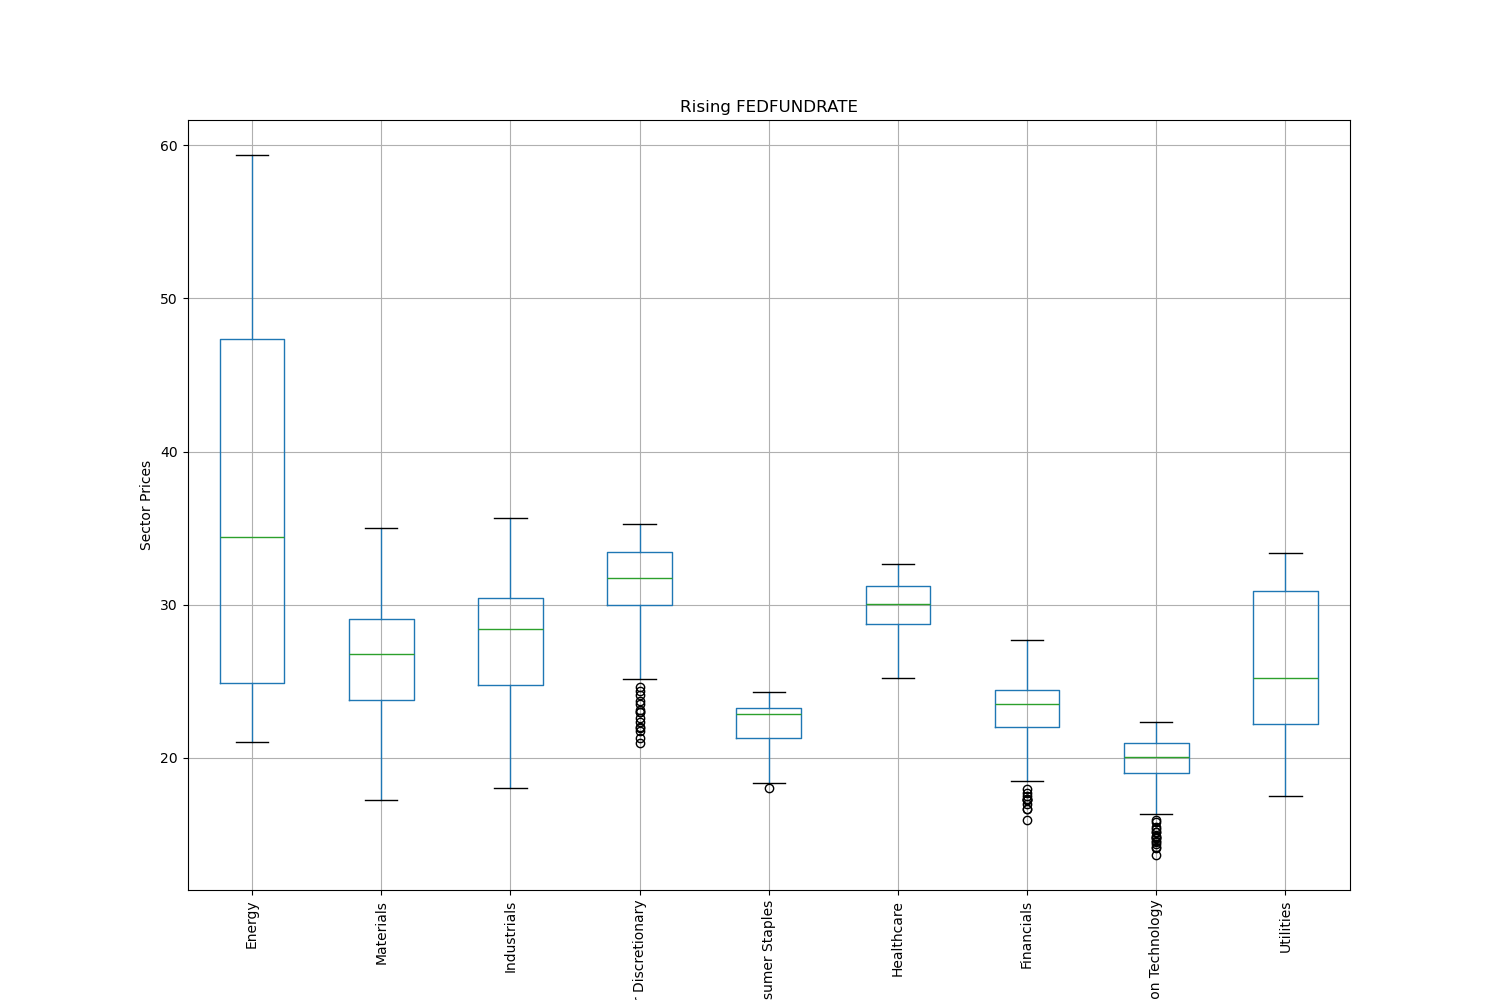 Rising FEDFUNDRATE
60
50
40
30
20
Sector Prices
Energy
Materials
Industrials
r Discretionary
sumer Staples
Healthcare
Financials
on Technology
Utilities